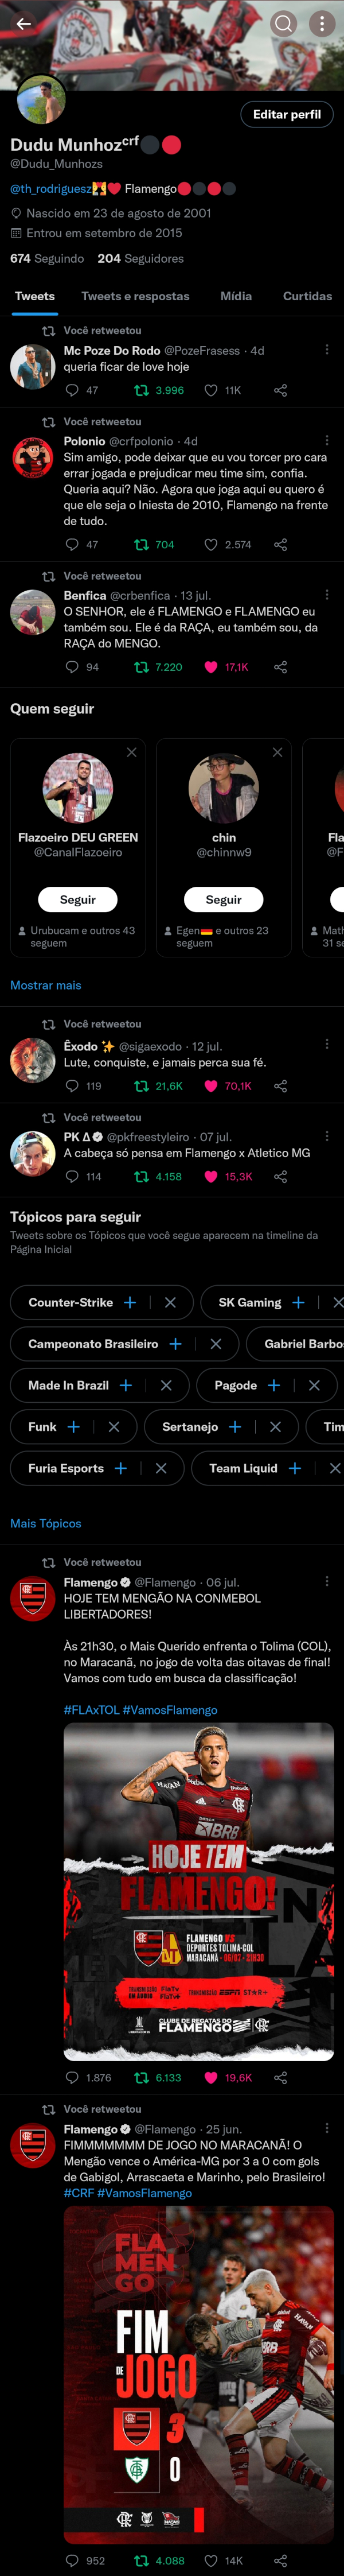 Editar perfil
Dudu Munhozᶜʳᶠ⚫🔴
@Dudu_Munhozs
@th_rodriguesz👩‍❤️‍👨❤️ Flamengo🔴⚫🔴⚫
Nascido em 23 de agosto de 2001
Entrou em setembro de 2015
674 Seguindo 204 Seguidores
Tweets Tweets e respostas Mídia Curtidas
Você retweetou
Mc Poze Do Rodo @PozeFrasess · 4d
queria ficar de love hoje
47 3.996 11K
Você retweetou
Polonio @crfpolonio · 4d
Sim amigo, pode deixar que eu vou torcer pro cara
errar jogada e prejudicar meu time sim, confia.
Queria aqui? Não. Agora que joga aqui eu quero é
que ele seja o Iniesta de 2010, Flamengo na frente
de tudo.
47 704 2.574
Você retweetou
Benfica @crbenfica · 13 jul.
O SENHOR, ele é FLAMENGO e FLAMENGO eu
também sou. Ele é da RAÇA, eu também sou, da
RAÇA do MENGO.
94 7.220 17,1K
Quem seguir
Flazoeiro DEU GREEN chin Fla
@CanalFlazoeiro @chinnw9 @F
Seguir Seguir
Urubucam e outros 43 Egen🇩🇪 e outros 23 Math
seguem seguem 31 se
Mostrar mais
Você retweetou
Êxodo ✨ @sigaexodo · 12 jul.
Lute, conquiste, e jamais perca sua fé.
119 21,6K 70,1K
Você retweetou
PK Δ @pkfreestyleiro · 07 jul.
A cabeça só pensa em Flamengo x Atletico MG
114 4.158 15,3K
Tópicos para seguir
Tweets sobre os Tópicos que você segue aparecem na timeline da
Página Inicial
Counter-Strike SK Gaming
Campeonato Brasileiro Gabriel Barbo
Made In Brazil Pagode
Funk Sertanejo Tim
Furia Esports Team Liquid
Mais Tópicos
Você retweetou
Flamengo @Flamengo · 06 jul.
HOJE TEM MENGÃO NA CONMEBOL
LIBERTADORES!
Às 21h30, o Mais Querido enfrenta o Tolima (COL),
no Maracanã, no jogo de volta das oitavas de final!
Vamos com tudo em busca da classificação!
#FLAxTOL #VamosFlamengo
HAVAN
BRB
HOJE TEM
FLAMENGO!
FLAMENGO VS
DEPORTES TOLIMA-COL
MARACANÃ - 06/07 - 21H30
TRANSMISSÃO EM ÁUDIO FlaTV FlaTV+ TRANSMISSÃO ESPN STAR+
CLUBE DE REGATAS DO
FLAMENGO
1.876 6.133 19,6K
Você retweetou
Flamengo @Flamengo · 25 jun.
FIMMMMMMM DE JOGO NO MARACANÃ! O
Mengão vence o América-MG por 3 a 0 com gols
de Gabigol, Arrascaeta e Marinho, pelo Brasileiro!
#CRF #VamosFlamengo
FLA
MEN
GO
FIM
DE
JOGO
HAVAN
BRB
3
0
952 4.088 14K